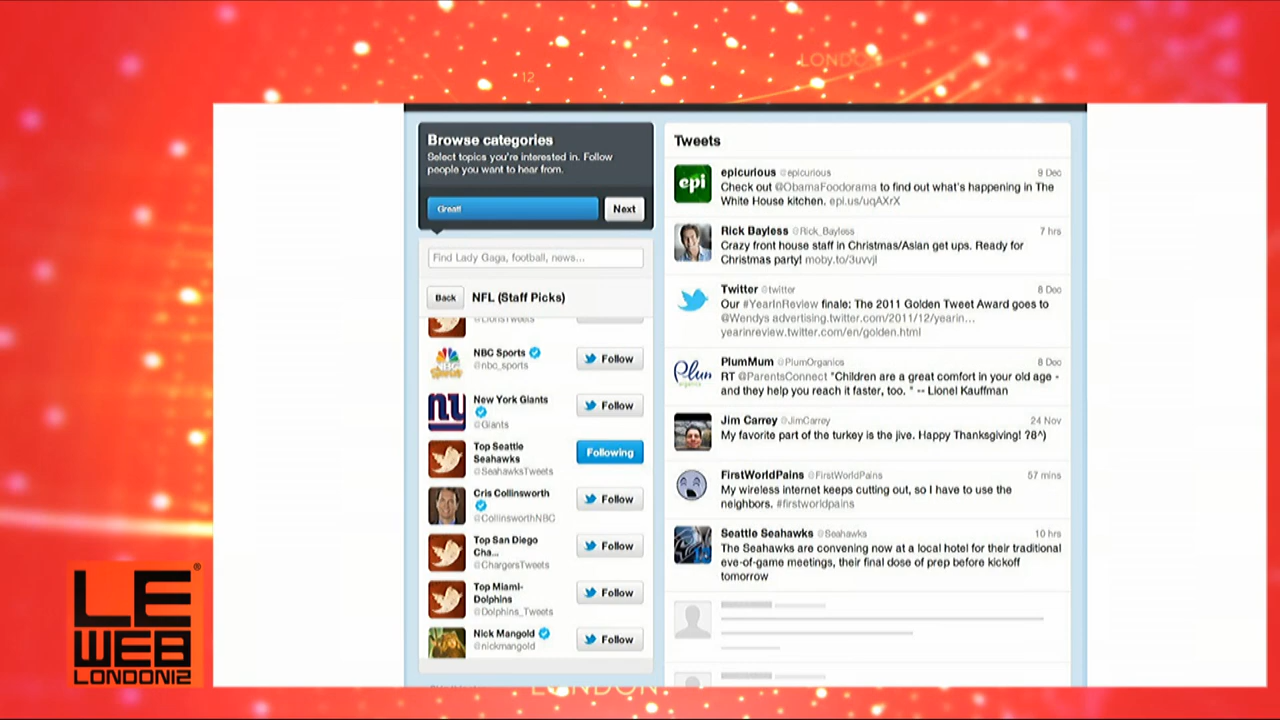 LONDON
12
Browse categories
Select topics you're interested in. Follow
people you want to hear from.
Great!
Next
Find Lady Gaga, football, news...
Back
NFL (Staff Picks)
@LionsTweets
NBC Sports
@nbc_sports
Follow
New York Giants
@Giants
Follow
Top Seattle
Seahawks
@SeahawksTweets
Following
Cris Collinsworth
@CollinsworthNBC
Follow
Top San Diego
Cha...
@ChargersTweets
Follow
Top Miami-
Dolphins
@Dolphins_Tweets
Follow
Nick Mangold
@nickmangold
Follow
Tweets
epi
epicurious @epicurious 9 Dec
Check out @ObamaFoodorama to find out what's happening in The
White House kitchen. epi.us/uqAXrX
Rick Bayless @Rick_Bayless 7 hrs
Crazy front house staff in Christmas/Asian get ups. Ready for
Christmas party! moby.to/3uvvjl
Twitter @twitter 8 Dec
Our #YearInReview finale: The 2011 Golden Tweet Award goes to
@Wendys advertising.twitter.com/2011/12/yearin...
yearinreview.twitter.com/en/golden.html
Plum
organics
PlumMum @PlumOrganics 8 Dec
RT @ParentsConnect "Children are a great comfort in your old age -
and they help you reach it faster, too. " -- Lionel Kauffman
Jim Carrey @JimCarrey 24 Nov
My favorite part of the turkey is the jive. Happy Thanksgiving! ?8^)
FirstWorldPains @FirstWorldPains 57 mins
My wireless internet keeps cutting out, so I have to use the
neighbors. #firstworldpains
Seattle Seahawks @Seahawks 10 hrs
The Seahawks are convening now at a local hotel for their traditional
eve-of-game meetings, their final dose of prep before kickoff
tomorrow
LE
WEB
LONDON12
®
LONDON